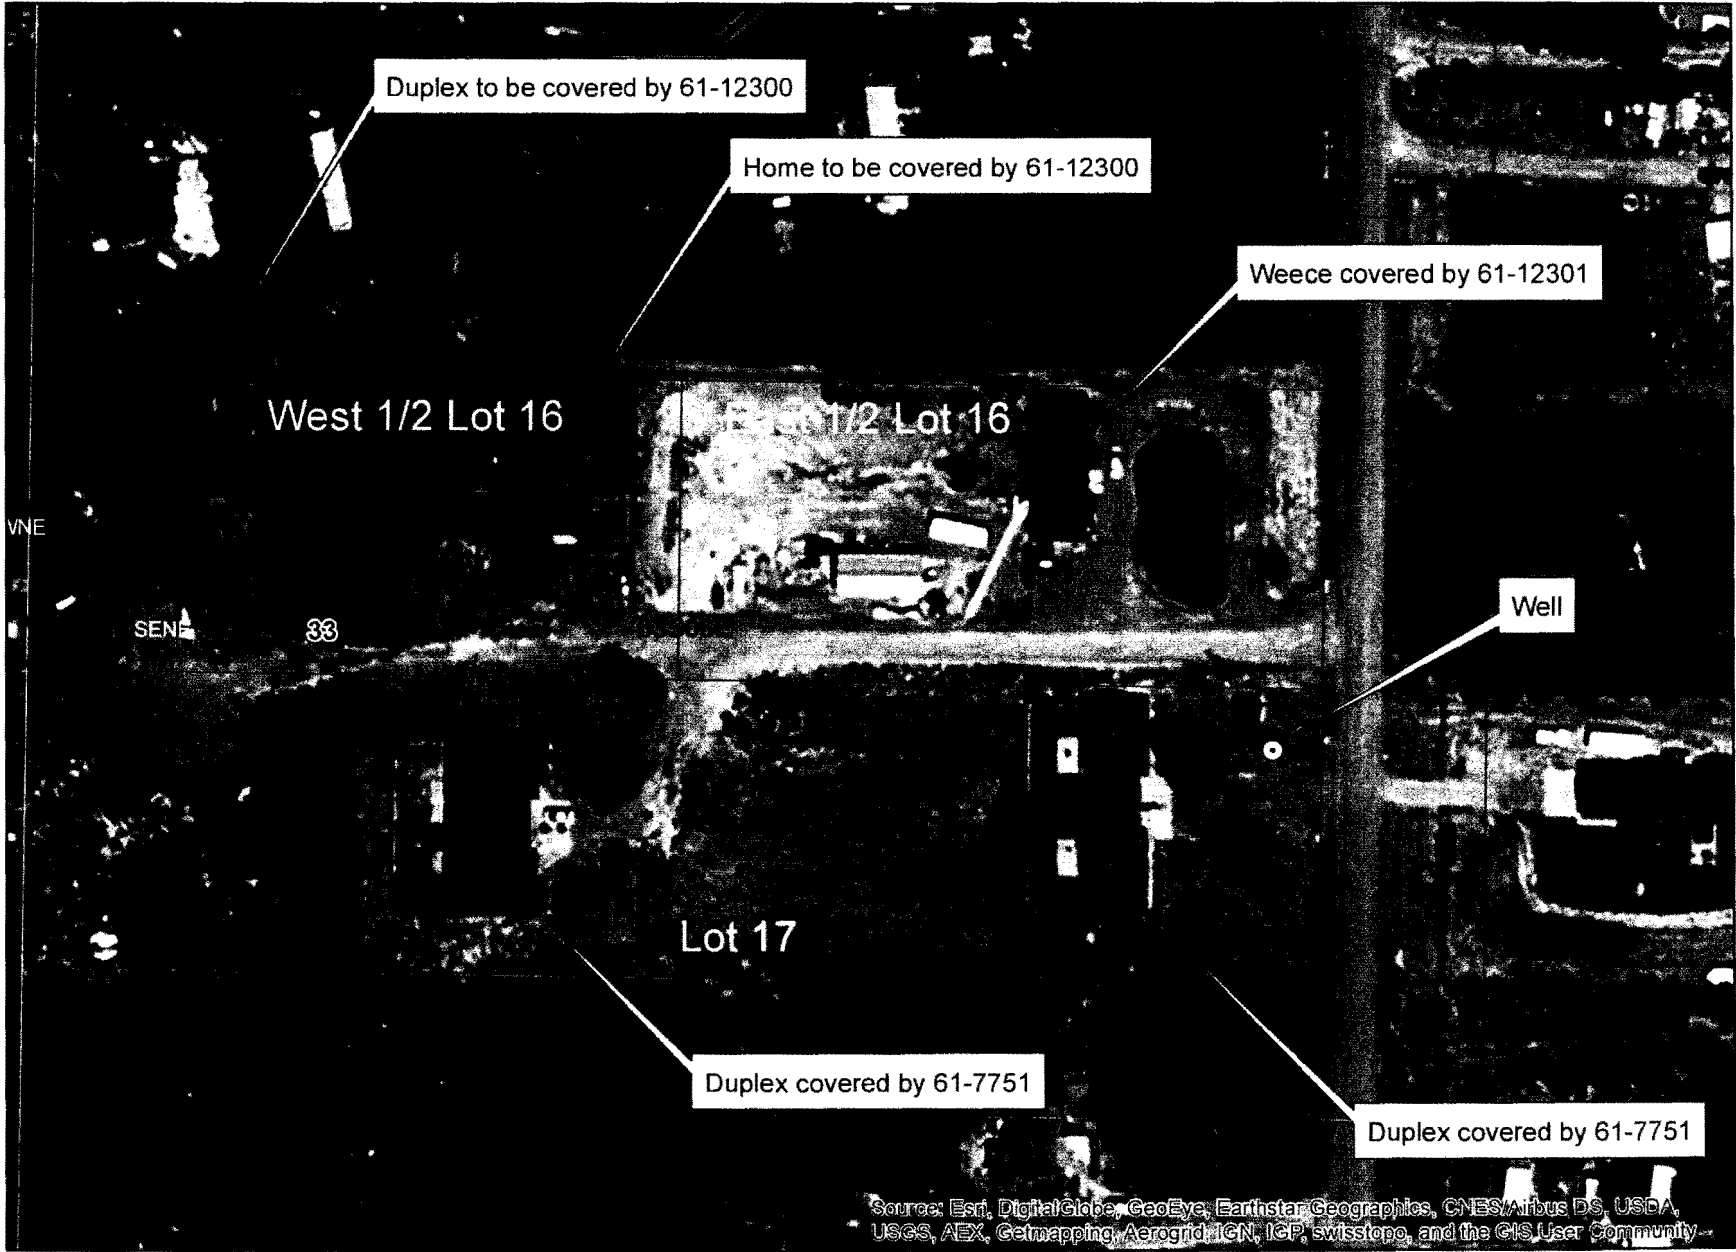 Duplex to be covered by 61-12300
Home to be covered by 61-12300
Weece covered by 61-12301
West 1/2 Lot 16
East 1/2 Lot 16
VNE
Well
SENE
33
Lot 17
Duplex covered by 61-7751
Duplex covered by 61-7751
Source: Esri, DigitalGlobe, GeoEye, Earthstar Geographics, CNES/Airbus DS, USDA,
USGS, AEX, Getmapping, Aerogrid, IGN, IGP, swisstopo, and the GIS User Community